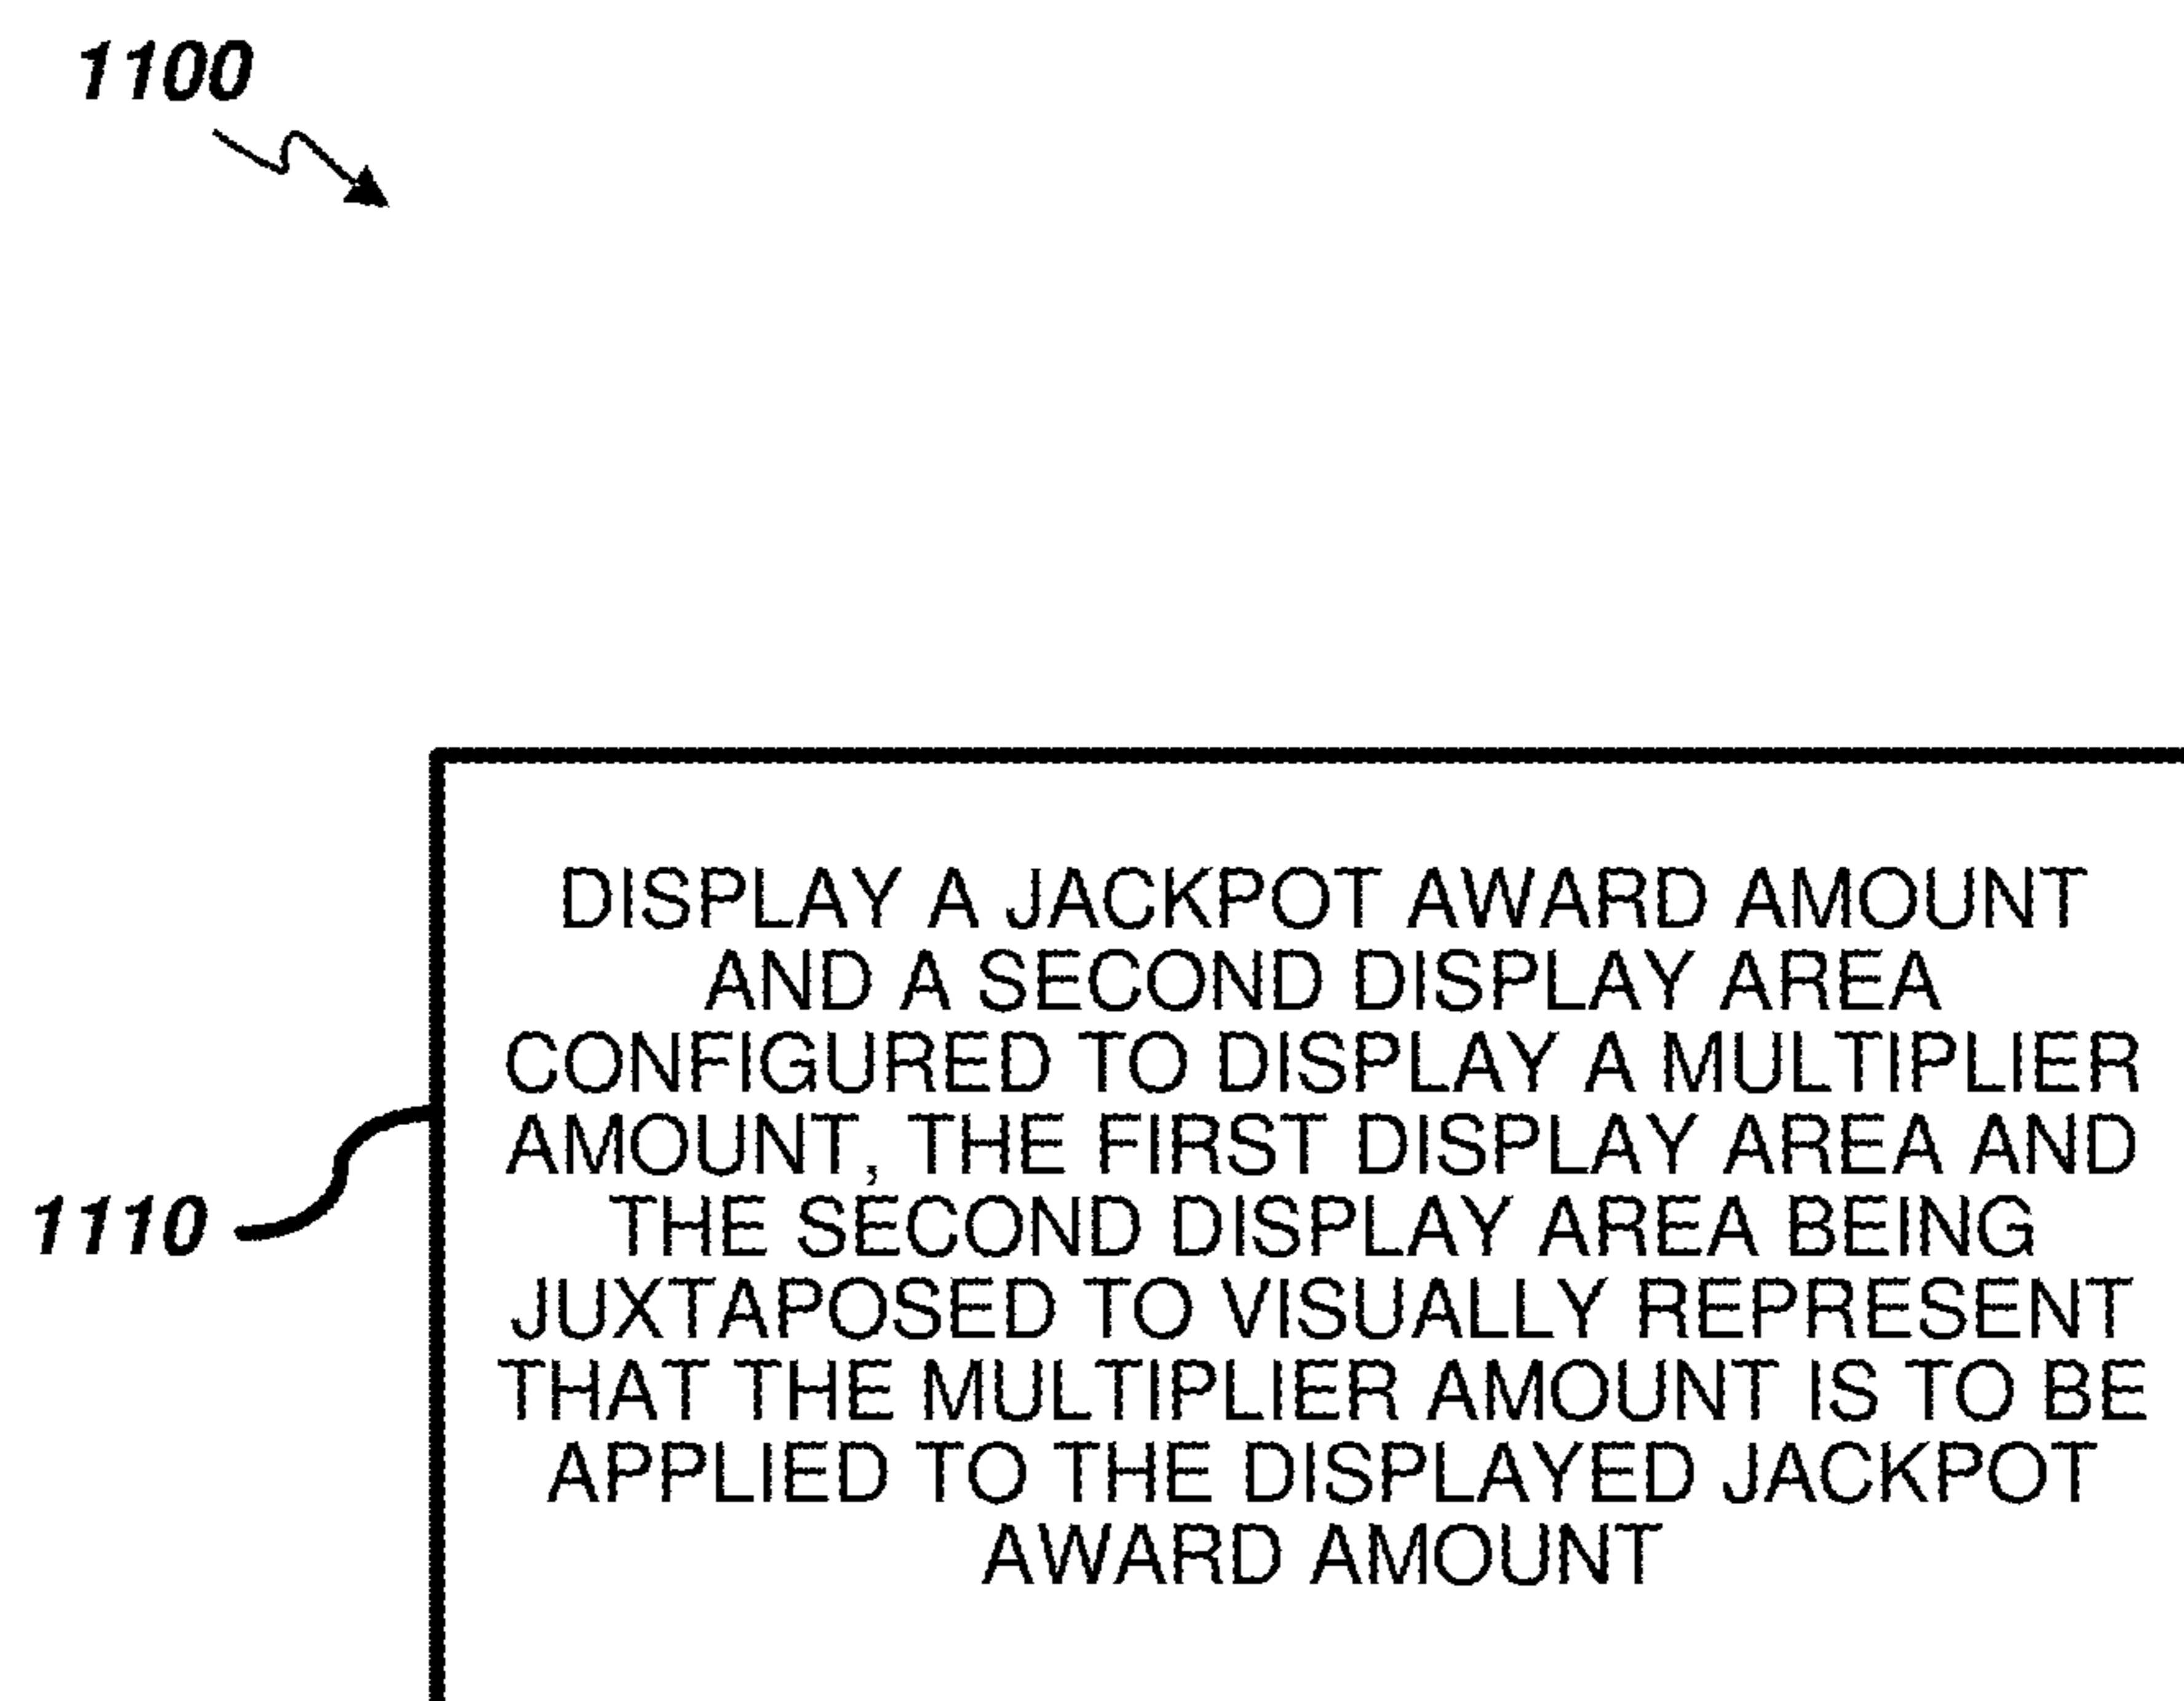 1100
DISPLAY A JACKPOT AWARD AMOUNT
AND A SECOND DISPLAY AREA
CONFIGURED TO DISPLAY A MULTIPLIER
AMOUNT, THE FIRST DISPLAY AREA AND
THE SECOND DISPLAY AREA BEING
1110
JUXTAPOSED TO VISUALLY REPRESENT
THAT THE MULTIPLIER AMOUNT IS TO BE
APPLIED TO THE DISPLAYED JACKPOT
AWARD AMOUNT